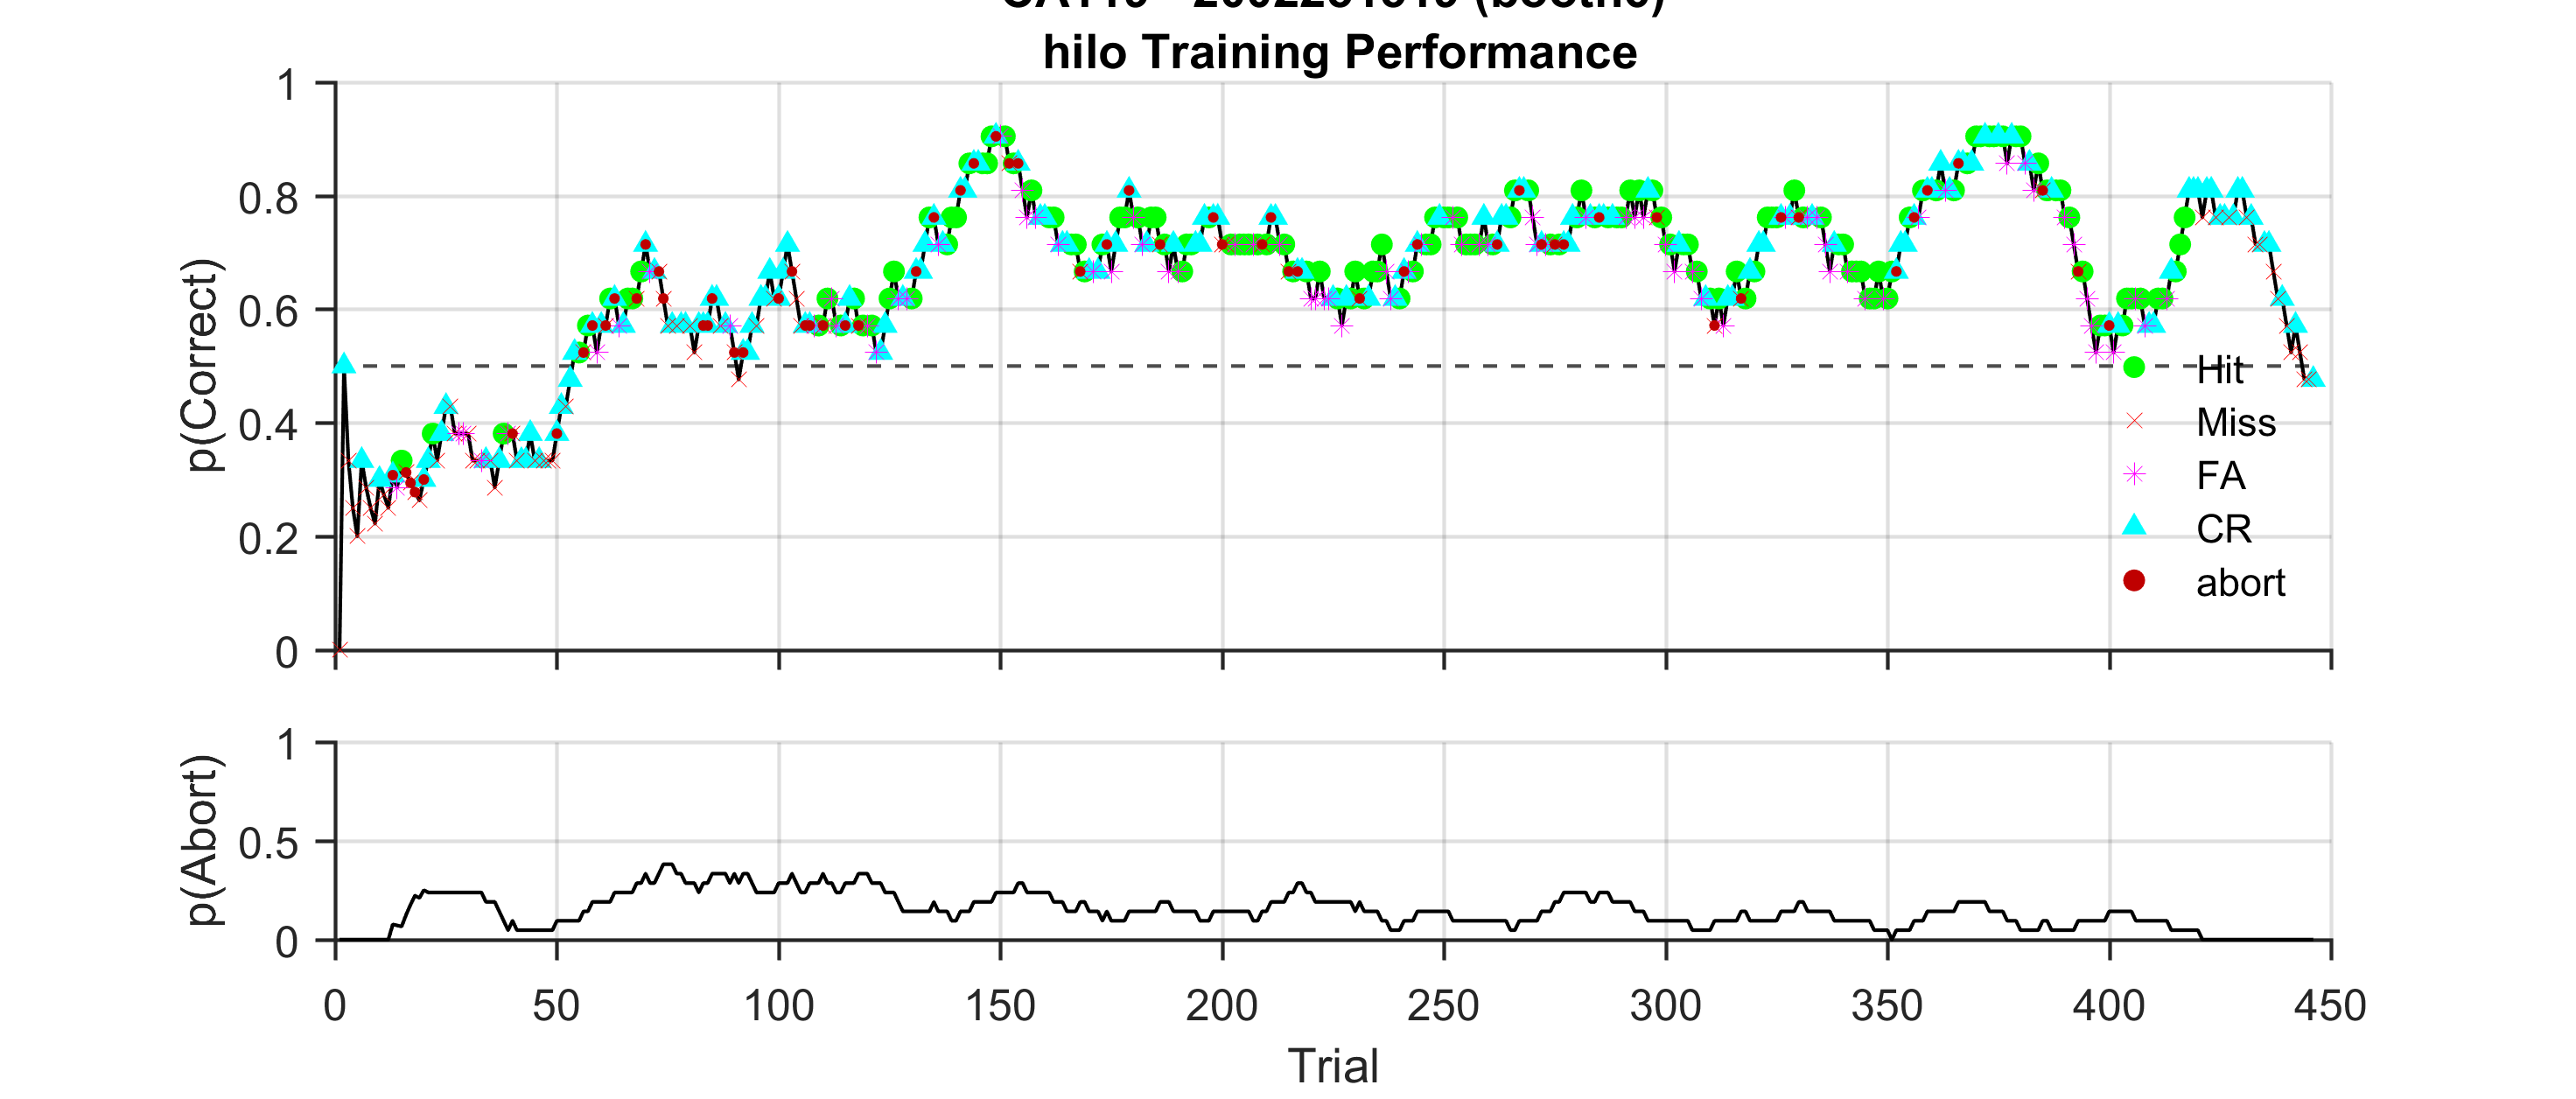 hilo Training Performance
1
0.8
0.6
0.4
0.2
0
p(Correct)
Hit
Miss
FA
CR
abort
1
0.5
0
p(Abort)
0 50 100 150 200 250 300 350 400 450
Trial